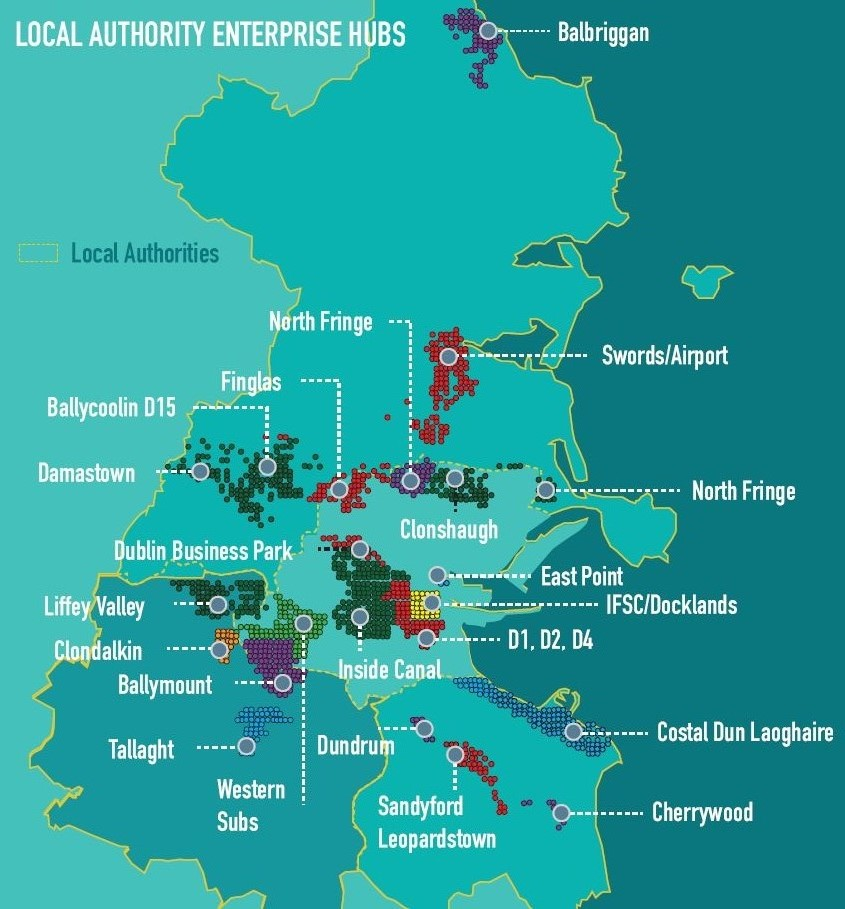 LOCAL AUTHORITY ENTERPRISE HUBS
Balbriggan
Local Authorities
North Fringe
Swords/Airport
Finglas
Ballycoolin D15
Damastown
North Fringe
Clonshaugh
Dublin Business Park
East Point
Liffey Valley
IFSC/Docklands
D1, D2, D4
Clondalkin
Inside Canal
Ballymount
Costal Dun Laoghaire
Tallaght
Dundrum
Western
Subs
Sandyford
Leopardstown
Cherrywood